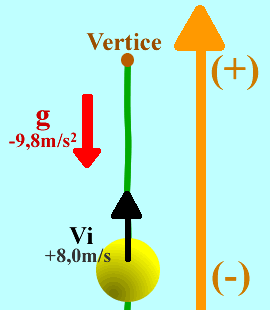 Vertice
(+)
g
-9,8m/s²
Vi
+8,0m/s
(-)